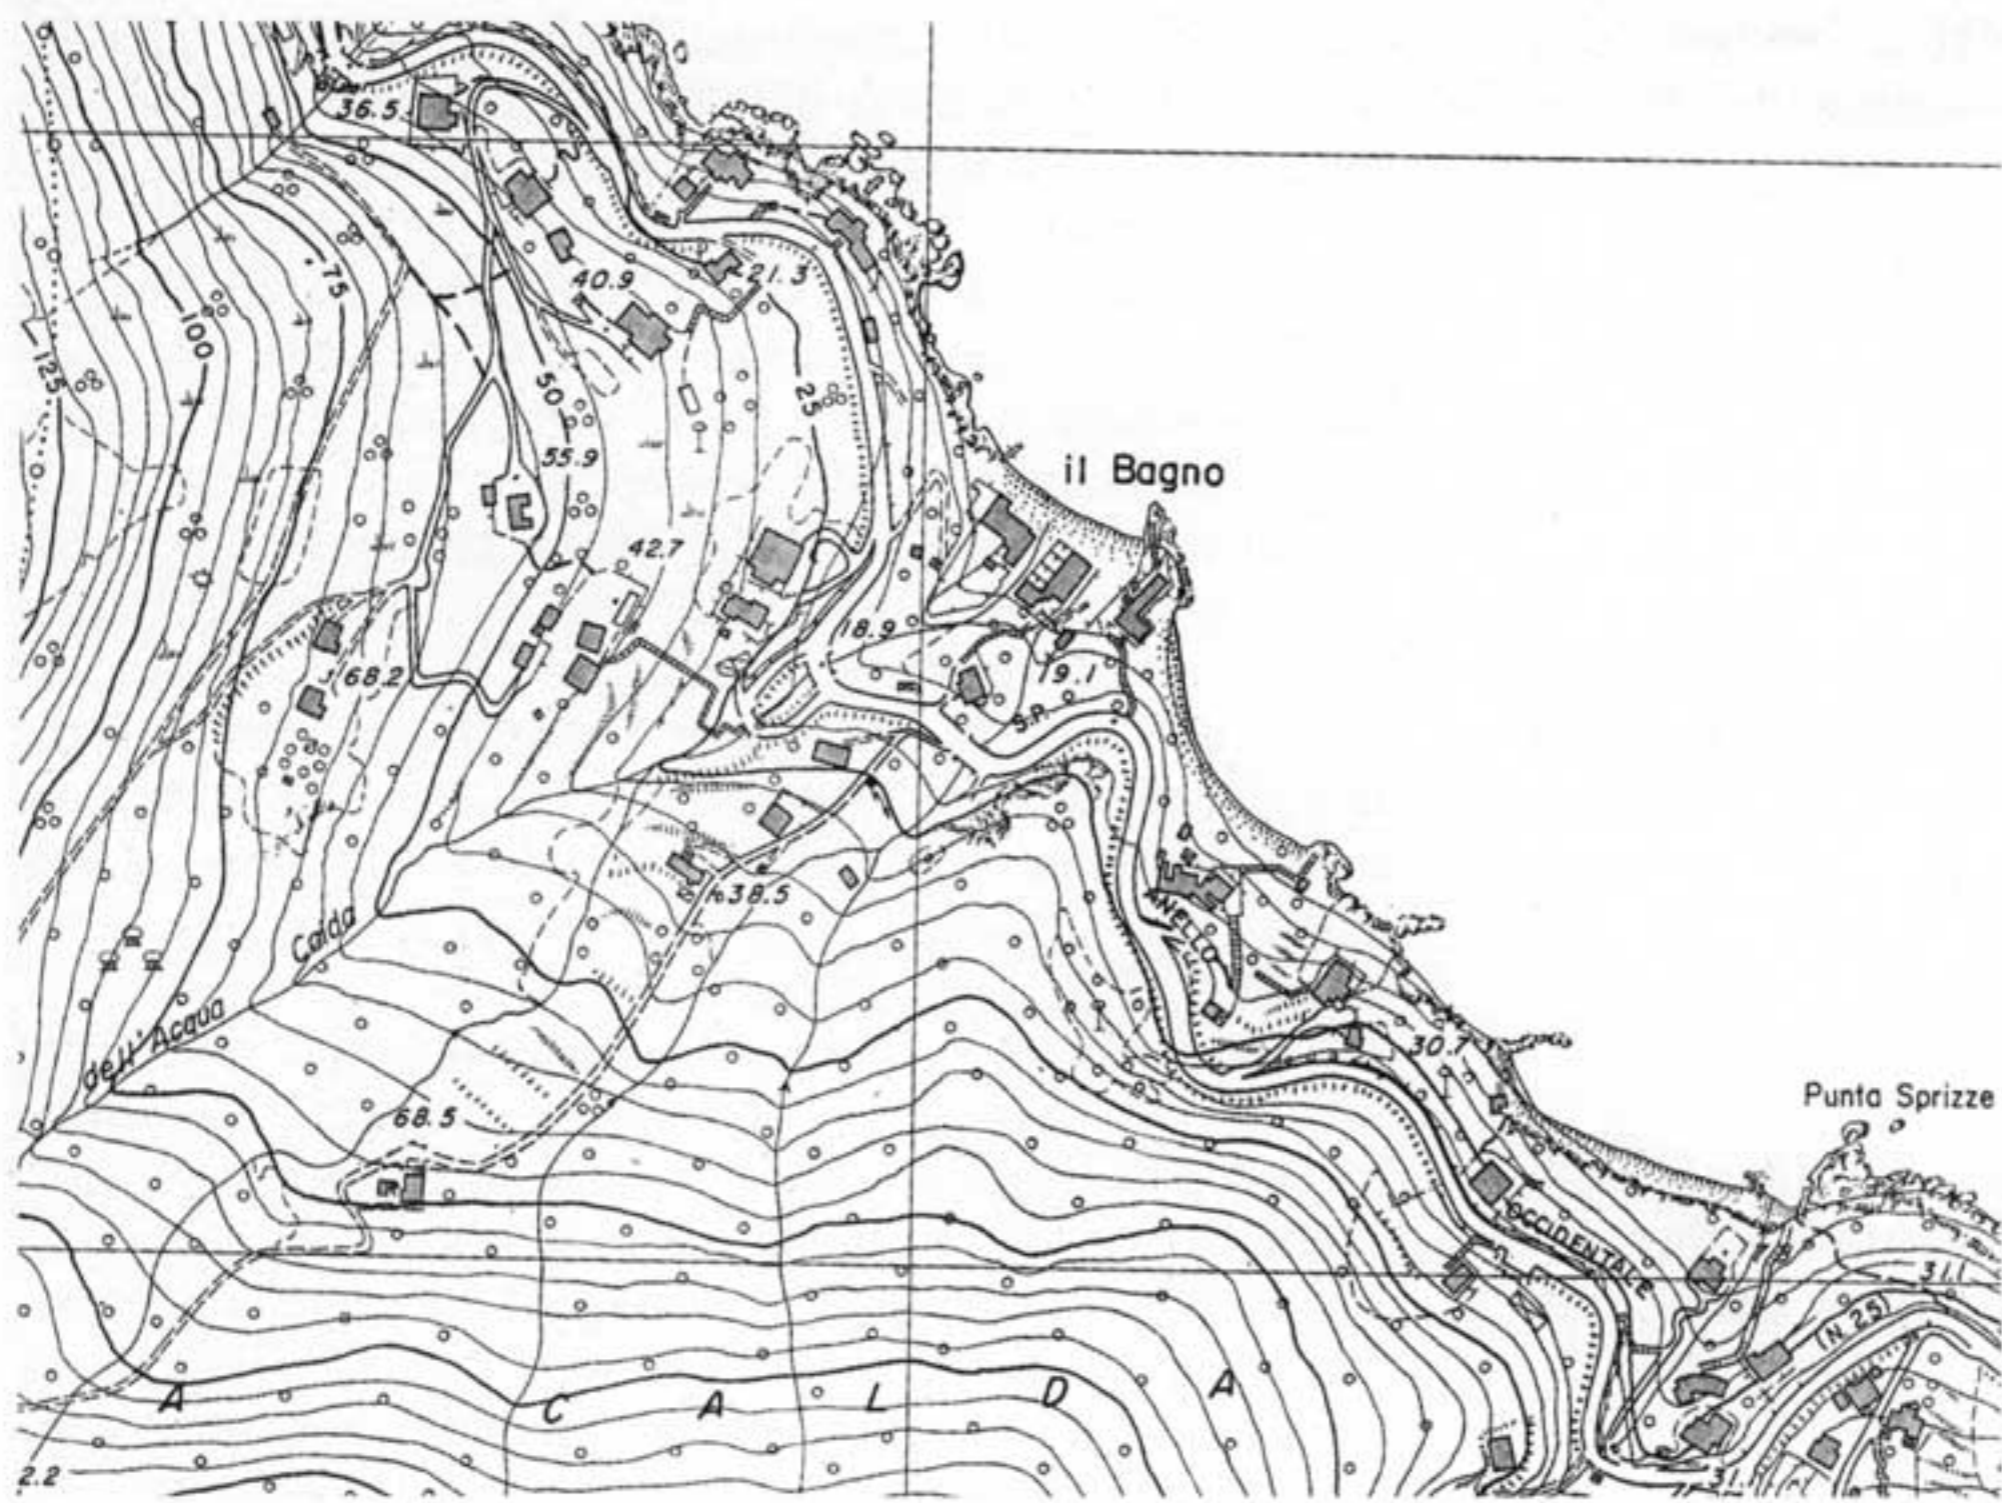 36.5
75
40.9
21.3
100
125
50
25
55.9
il Bagno
42.7
18.9
68.2
19.1
S.P.
38.5
Calda
dell'Acqua
ANELLO
30.7
Punta Sprizze
68.5
OCCIDENTALE
31.1
(N. 25)
A C A L D A
2.2
31.